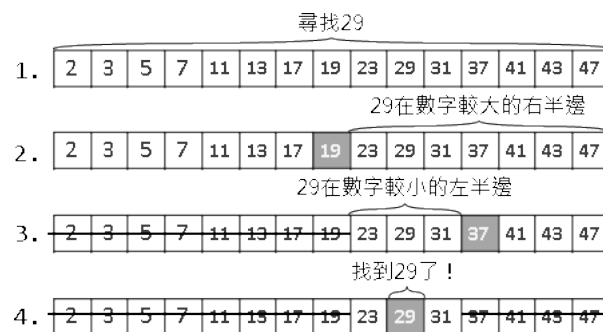 尋找29
1. 2 3 5 7 11 13 17 19 23 29 31 37 41 43 47
29在數字較大的右半邊
2. 2 3 5 7 11 13 17 19 23 29 31 37 41 43 47
29在數字較小的左半邊
3. 2 3 5 7 11 13 17 19 23 29 31 37 41 43 47
找到29了！
4. 2 3 5 7 11 13 17 19 23 29 31 37 41 43 47